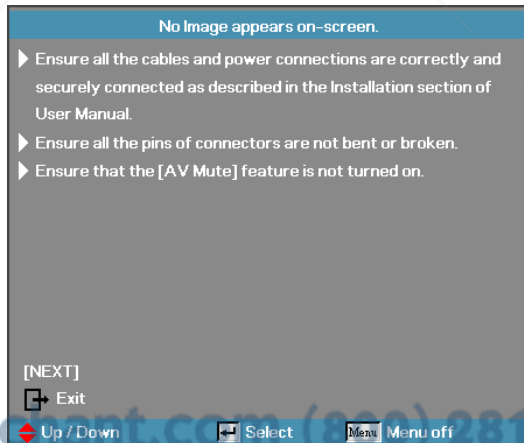 No Image appears on-screen.
Ensure all the cables and power connections are correctly and
securely connected as described in the Installation section of
User Manual.
Ensure all the pins of connectors are not bent or broken.
Ensure that the [AV Mute] feature is not turned on.
[NEXT]
Exit
Up / Down Select Menu Menu off